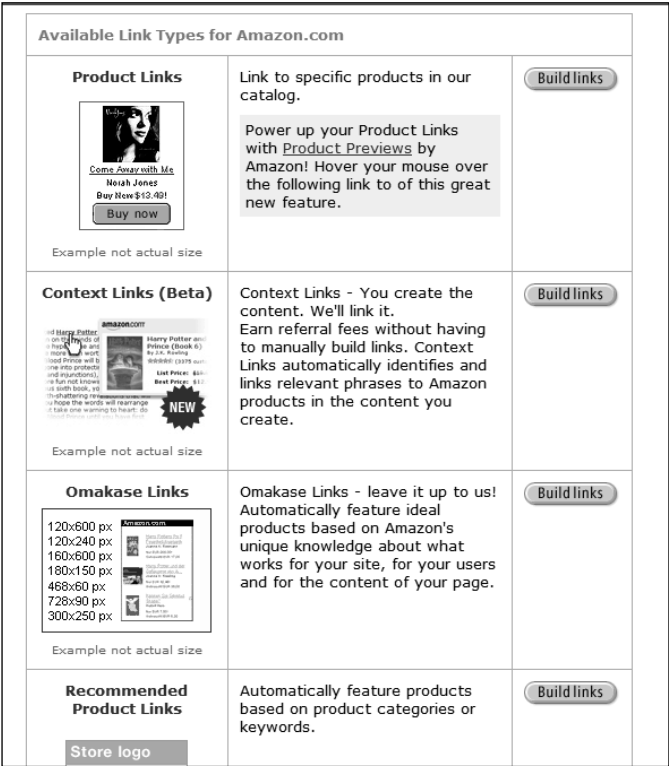 Available Link Types for Amazon.com
Product Links
Come Away with Me
Norah Jones
Buy New $13.49!
Buy now
Example not actual size
Link to specific products in our
catalog.
Power up your Product Links
with Product Previews by
Amazon! Hover your mouse over
the following link to of this great
new feature.
Build links
Context Links (Beta)
amazon.com
Harry Potter
Harry Potter and
Prince (Book 6)
By J.K. Rowling
(3375
List Price:
Best Price:
NEW
Example not actual size
Context Links - You create the
content. We'll link it.
Earn referral fees without having
to manually build links. Context
Links automatically identifies and
links relevant phrases to Amazon
products in the content you
create.
Build links
Omakase Links
120x600 px
120x240 px
160x600 px
180x150 px
468x60 px
728x90 px
300x250 px
Amazon.com
Example not actual size
Omakase Links - leave it up to us!
Automatically feature ideal
products based on Amazon's
unique knowledge about what
works for your site, for your users
and for the content of your page.
Build links
Recommended
Product Links
Store logo
Automatically feature products
based on product categories or
keywords.
Build links